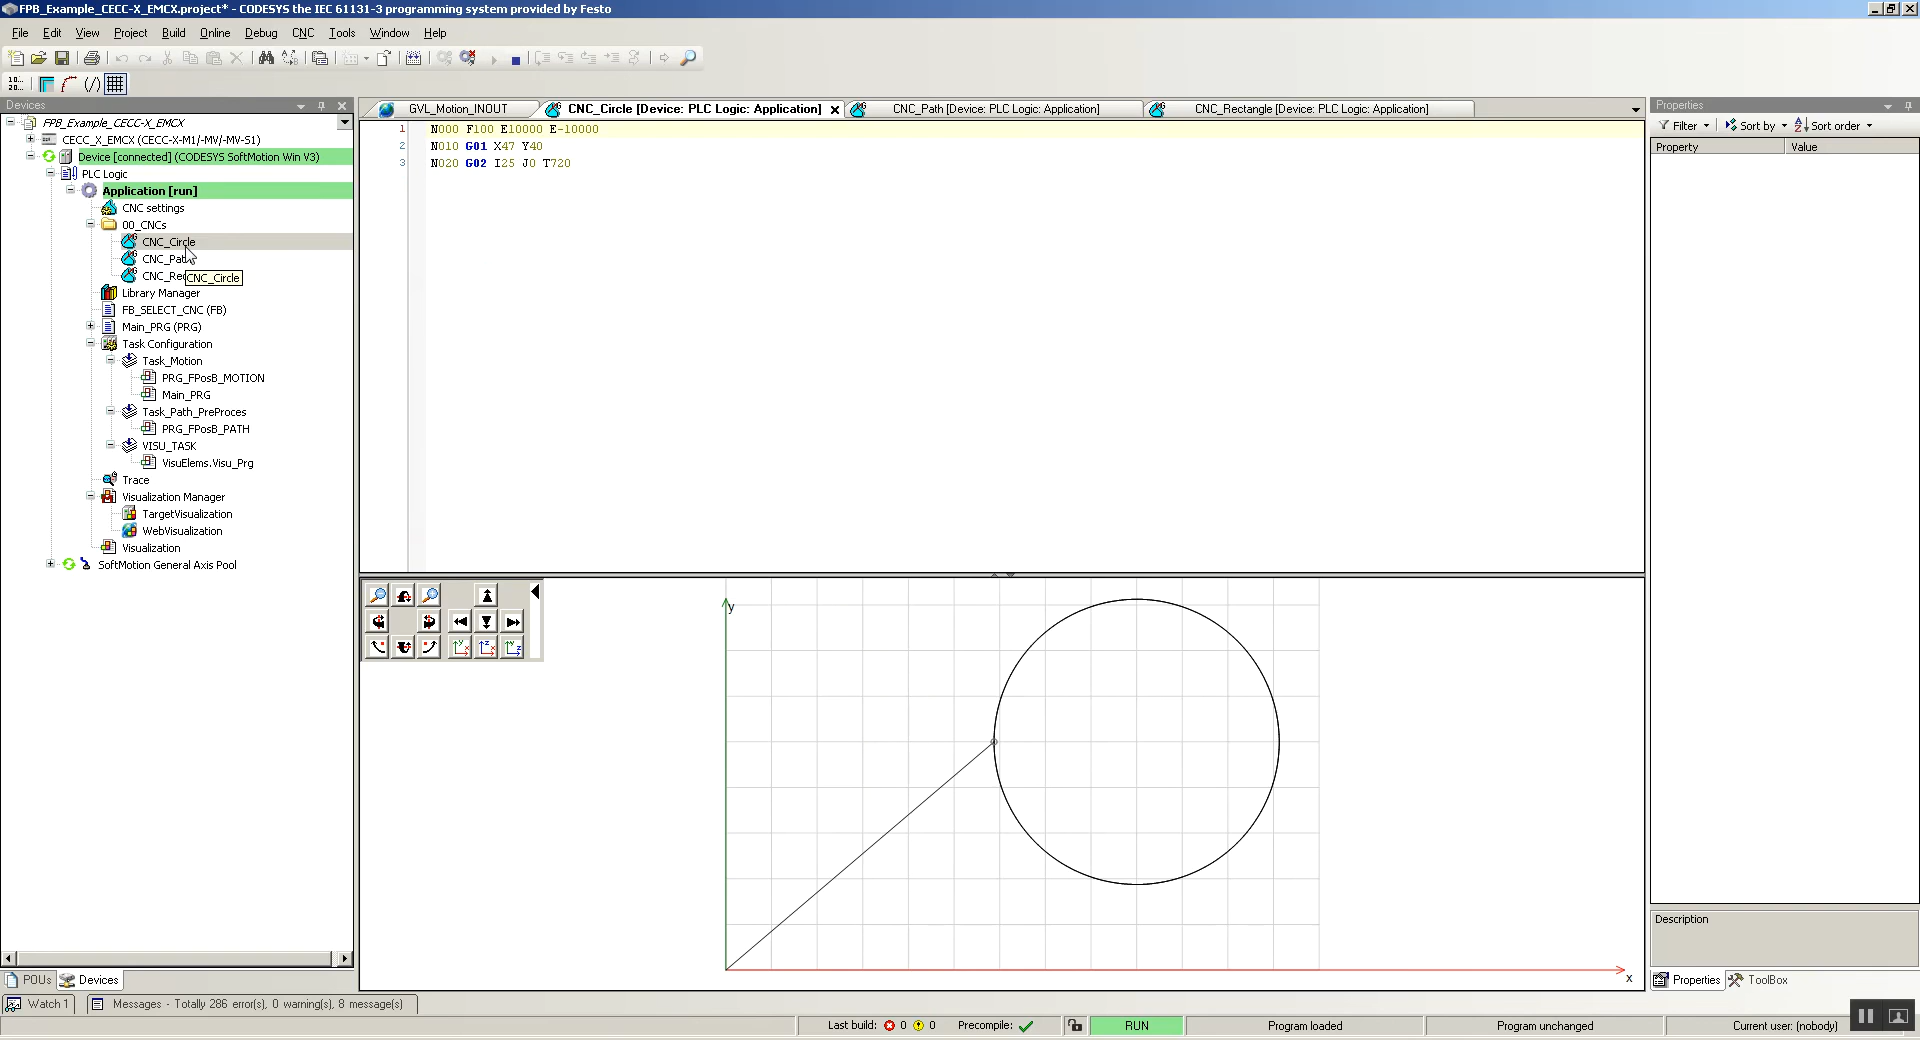 FPB_Example_CECC-X_EMCX.project* - CODESYS the IEC 61131-3 programming system provided by Festo
File Edit View Project Build Online Debug CNC Tools Window Help
10...
20...
Devices
FPB_Example_CECC-X_EMCX
CECC_X_EMCX (CECC-X-M1/-MV/-MV-S1)
Device [connected] (CODESYS SoftMotion Win V3)
PLC Logic
Application [run]
CNC settings
00_CNCs
CNC_Circle
CNC_Pat
CNC_Rec
CNC_Circle
Library Manager
FB_SELECT_CNC (FB)
Main_PRG (PRG)
Task Configuration
Task_Motion
PRG_FPosB_MOTION
Main_PRG
Task_Path_PreProces
PRG_FPosB_PATH
VISU_TASK
VisuElems.Visu_Prg
Trace
Visualization Manager
TargetVisualization
WebVisualization
Visualization
SoftMotion General Axis Pool
POUs Devices
GVL_Motion_INOUT CNC_Circle [Device: PLC Logic: Application] CNC_Path [Device: PLC Logic: Application] CNC_Rectangle [Device: PLC Logic: Application]
1 N000 F100 E10000 E-10000
2 N010 G01 X47 Y40
3 N020 G02 I25 J0 T720
y
x
Properties
Filter Sort by Sort order
Property Value
Description
Properties ToolBox
Watch 1 Messages - Totally 286 error(s), 0 warning(s), 8 message(s)
Last build: 0 0 Precompile: RUN Program loaded Program unchanged Current user: (nobody)